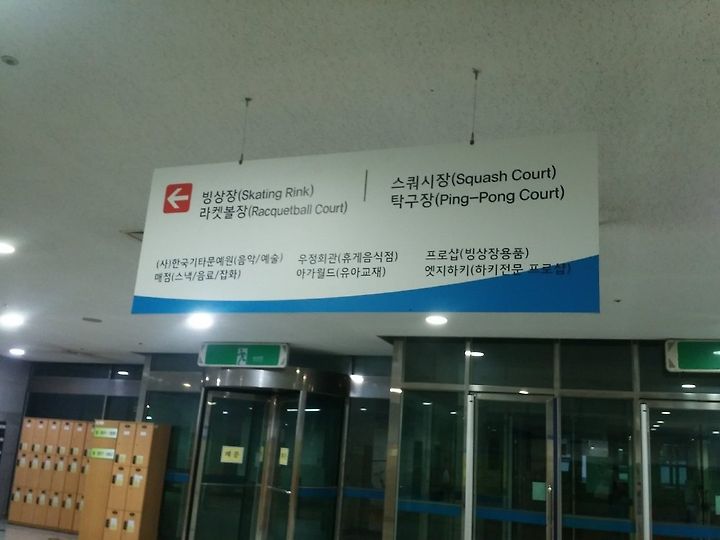 빙상장(Skating Rink)
라켓볼장(Racquetball Court)
스쿼시장(Squash Court)
탁구장(Ping-Pong Court)
(사)한국기타문예원(음악/예술)
매점(스낵/음료/잡화)
우정회관(휴게음식점)
아가월드(유아교재)
프로샵(빙상장용품)
엣지하키(하키전문 프로샵)